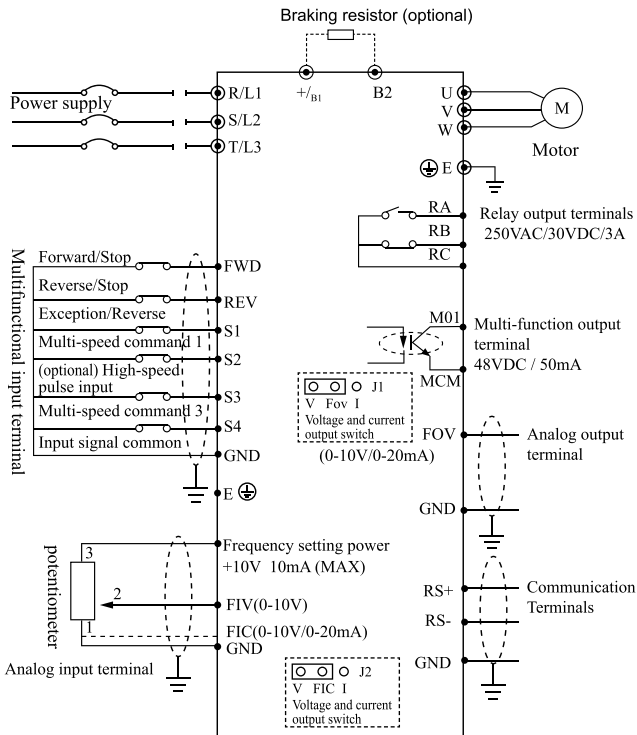 Braking resistor (optional)
+/B1
B2
Power supply
R/L1
S/L2
T/L3
U
V
W
M
Motor
E
RA
RB
RC
Relay output terminals
250VAC/30VDC/3A
Multifunctional input terminal
Forward/Stop
FWD
Reverse/Stop
REV
Exception/Reverse
S1
Multi-speed command 1
S2
(optional) High-speed
pulse input
S3
Multi-speed command 3
S4
Input signal common
GND
E
M01
MCM
Multi-function output
terminal
48VDC / 50mA
J1
V Fov I
Voltage and current
output switch
(0-10V/0-20mA)
FOV
GND
Analog output
terminal
potentiometer
3
2
1
Frequency setting power
+10V 10mA (MAX)
FIV(0-10V)
FIC(0-10V/0-20mA)
GND
Analog input terminal
RS+
RS-
GND
Communication
Terminals
J2
V FIC I
Voltage and current
output switch